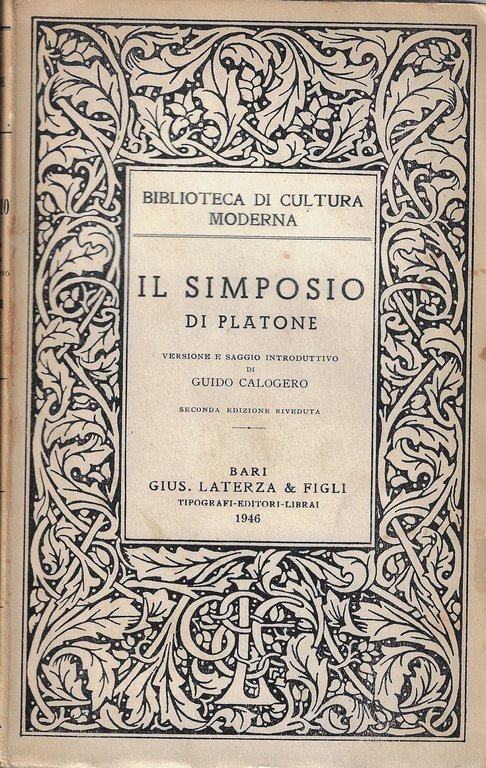 BIBLIOTECA DI CULTURA
MODERNA
IL SIMPOSIO
DI PLATONE
VERSIONE E SAGGIO INTRODUTTIVO
DI
GUIDO CALOGERO
SECONDA EDIZIONE RIVEDUTA
BARI
GIUS. LATERZA & FIGLI
TIPOGRAFI-EDITORI-LIBRAI
1946